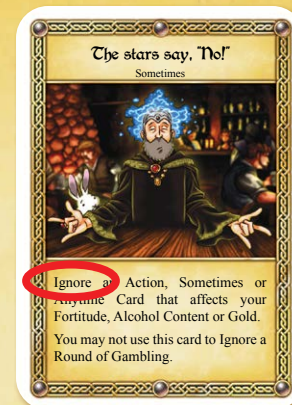 The stars say, "No!"
Sometimes
Ignore an Action, Sometimes or
Anytime Card that affects your
Fortitude, Alcohol Content or Gold.
You may not use this card to Ignore a
Round of Gambling.